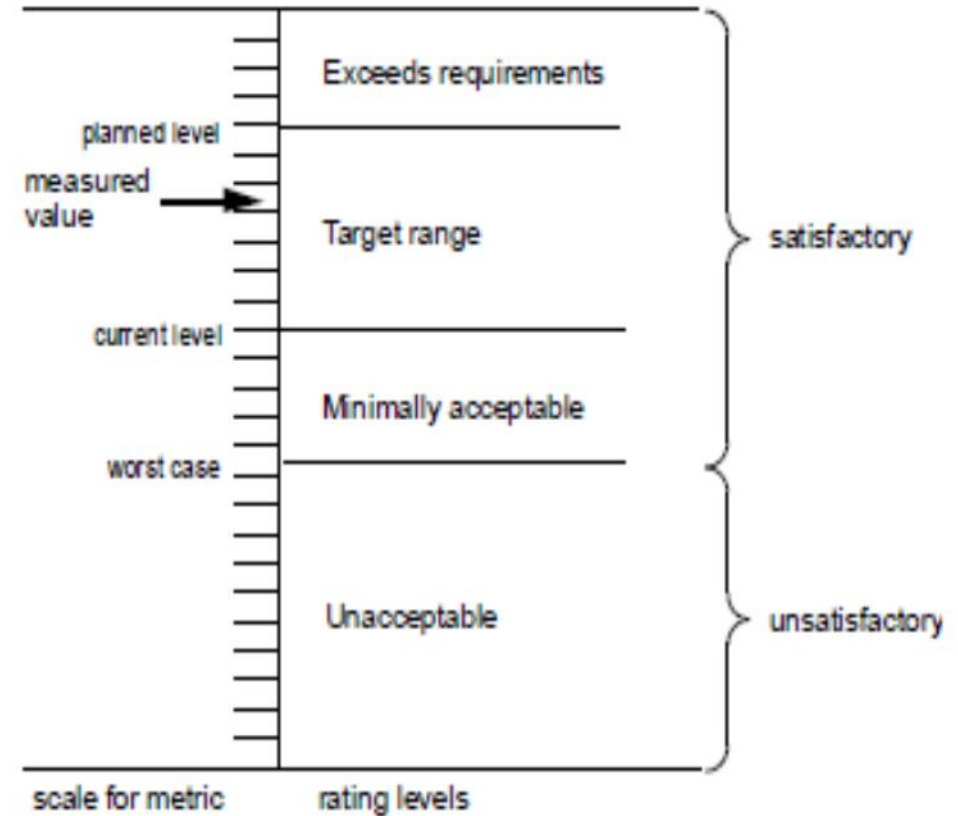 Exceeds requirements
planned level
measured
value
Target range
satisfactory
current level
Minimally acceptable
worst case
Unacceptable
unsatisfactory
scale for metric
rating levels